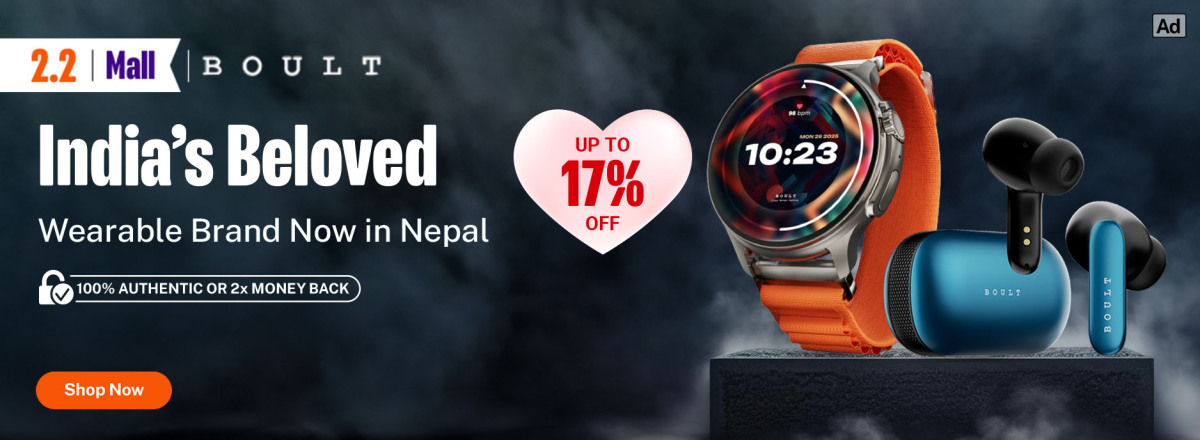 Ad
2.2 | Mall | BOULT
India's Beloved
Wearable Brand Now in Nepal
100% AUTHENTIC OR 2x MONEY BACK
Shop Now
UP TO
17%
OFF
98 bpm
MON 29 2025
10:23
BOULT
BOULT
BOULT